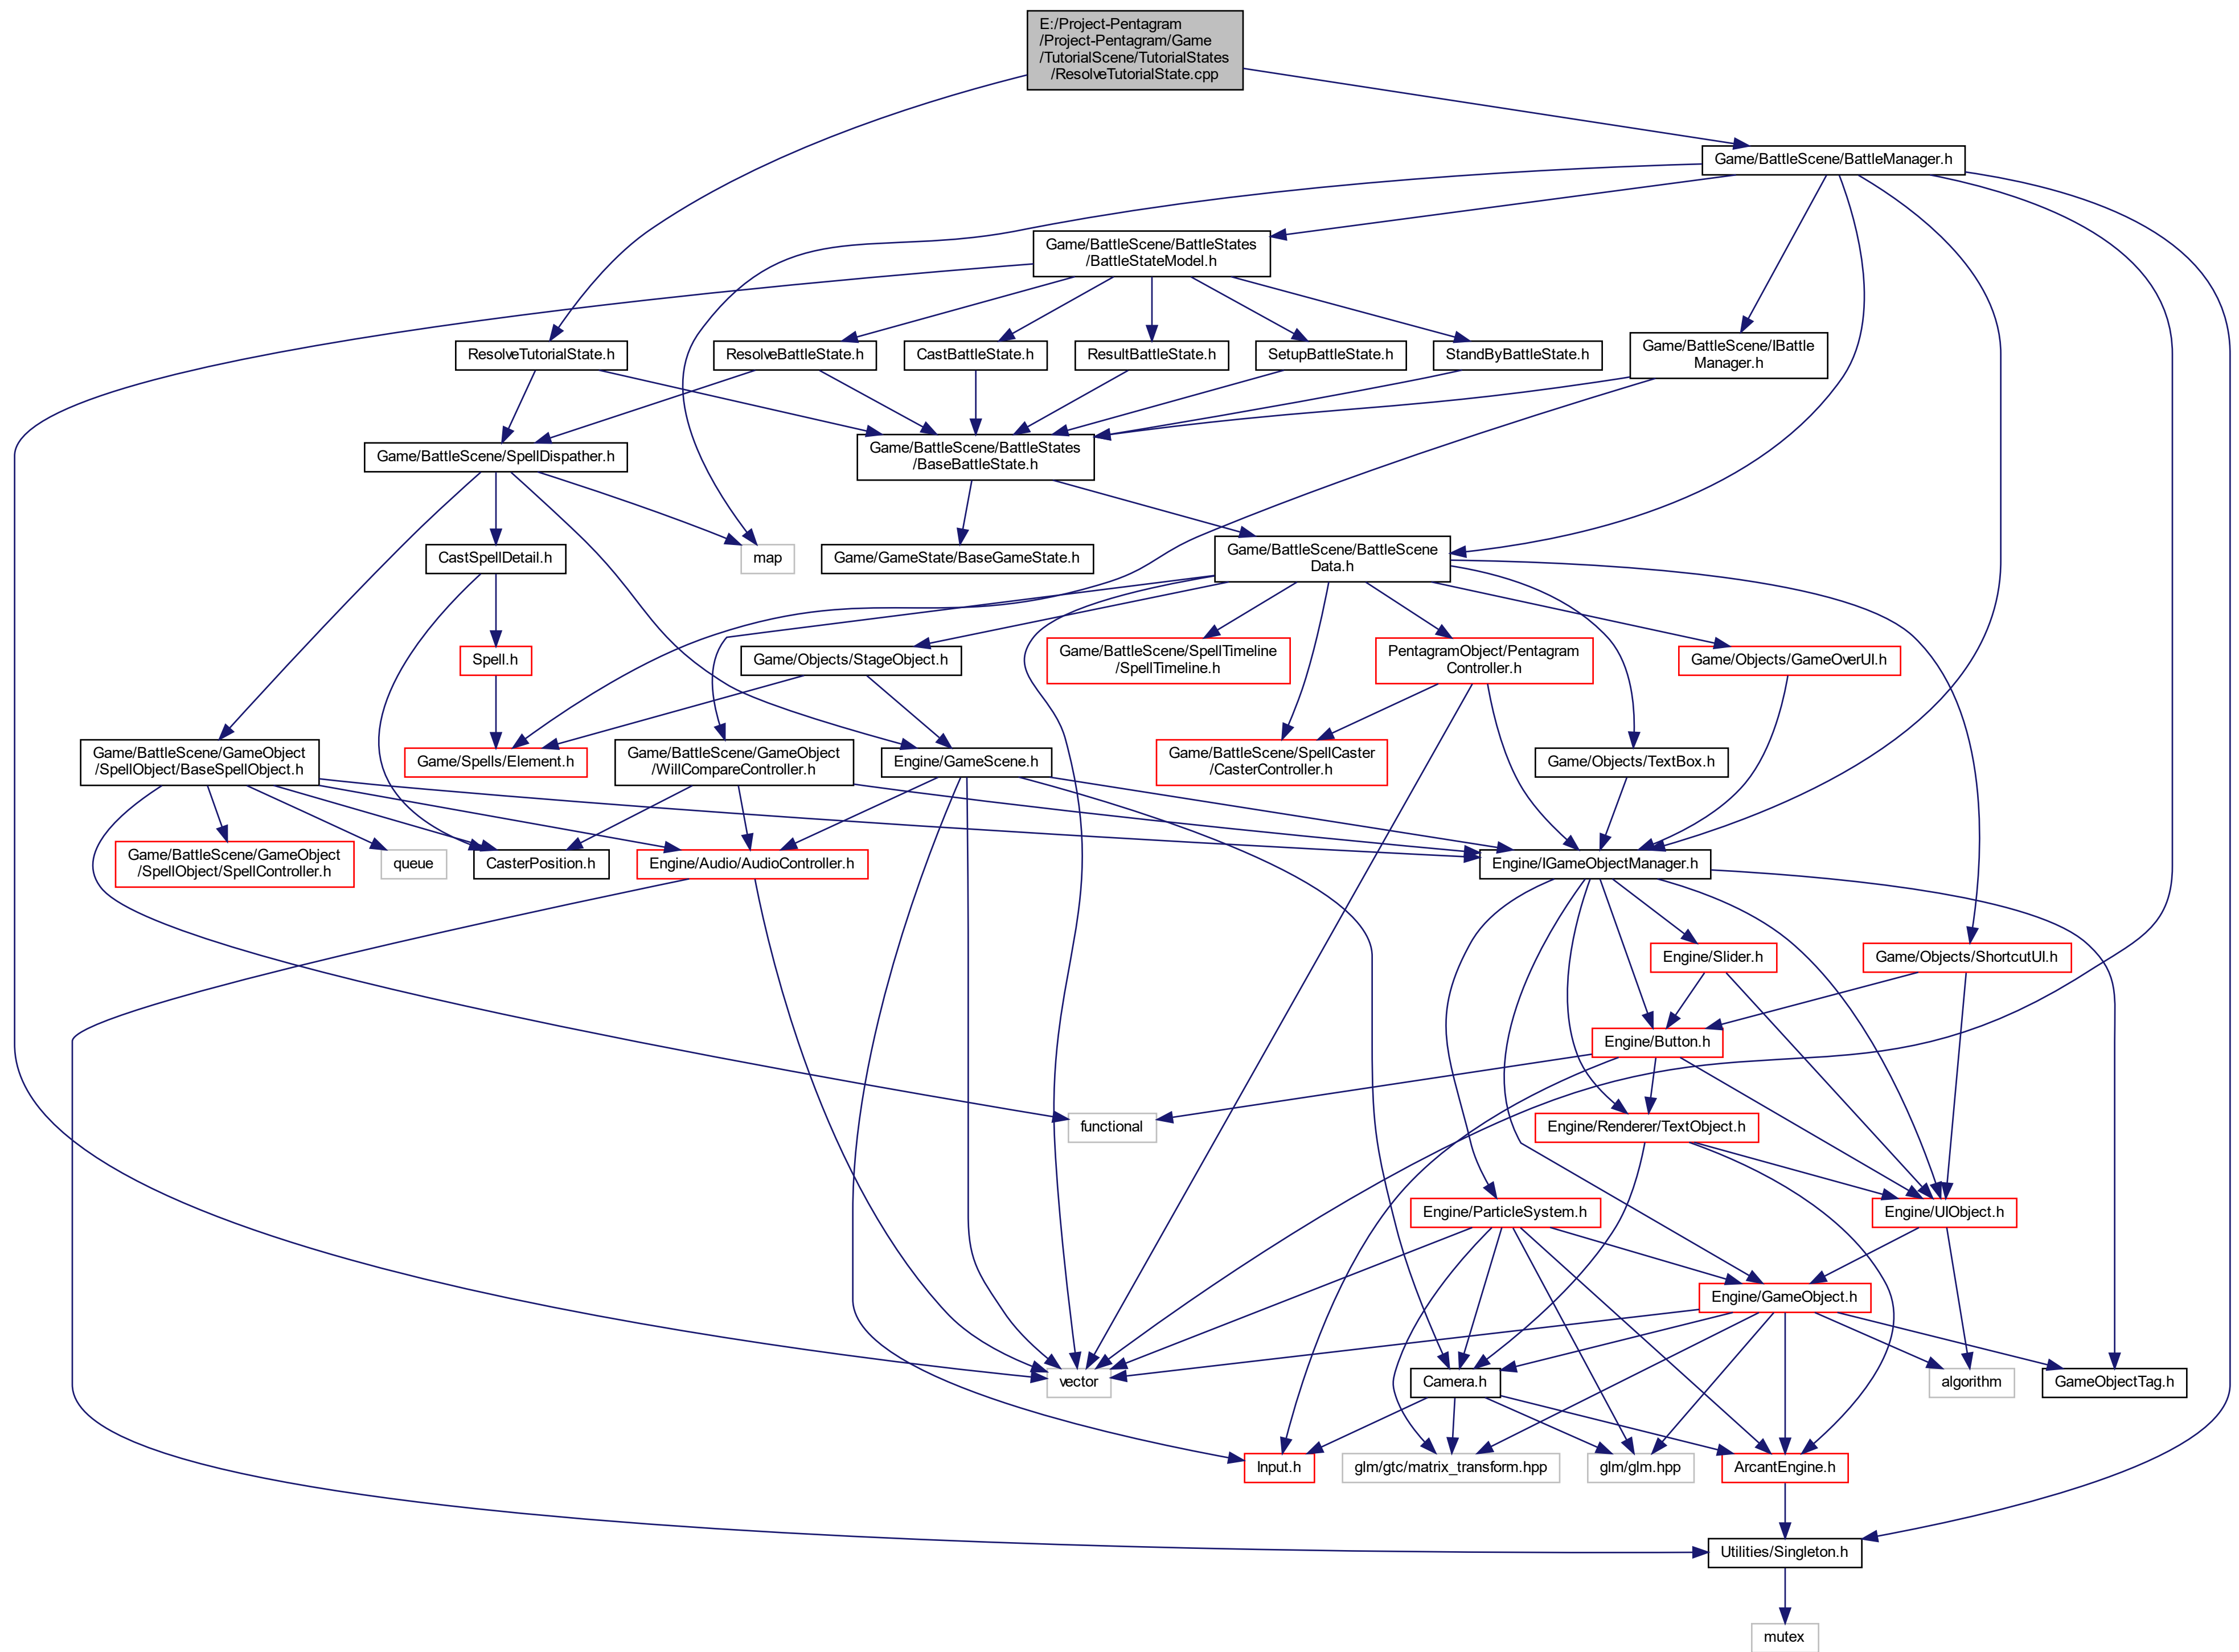 E:/Project-Pentagram
/Project-Pentagram/Game
/TutorialScene/TutorialStates
/ResolveTutorialState.cpp
Game/BattleScene/BattleManager.h
Game/BattleScene/BattleStates
/BattleStateModel.h
ResolveTutorialState.h
ResolveBattleState.h
CastBattleState.h
ResultBattleState.h
SetupBattleState.h
StandByBattleState.h
Game/BattleScene/IBattle
Manager.h
Game/BattleScene/SpellDispather.h
Game/BattleScene/BattleStates
/BaseBattleState.h
CastSpellDetail.h
map
Game/GameState/BaseGameState.h
Game/BattleScene/BattleScene
Data.h
Spell.h
Game/Objects/StageObject.h
Game/BattleScene/SpellTimeline
/SpellTimeline.h
PentagramObject/Pentagram
Controller.h
Game/Objects/GameOverUI.h
Game/BattleScene/GameObject
/SpellObject/BaseSpellObject.h
Game/Spells/Element.h
Game/BattleScene/GameObject
/WillCompareController.h
Engine/GameScene.h
Game/BattleScene/SpellCaster
/CasterController.h
Game/Objects/TextBox.h
Game/BattleScene/GameObject
/SpellObject/SpellController.h
queue
CasterPosition.h
Engine/Audio/AudioController.h
Engine/IGameObjectManager.h
Engine/Slider.h
Game/Objects/ShortcutUI.h
Engine/Button.h
functional
Engine/Renderer/TextObject.h
Engine/ParticleSystem.h
Engine/UIObject.h
Engine/GameObject.h
vector
Camera.h
algorithm
GameObjectTag.h
Input.h
glm/gtc/matrix_transform.hpp
glm/glm.hpp
ArcantEngine.h
Utilities/Singleton.h
mutex